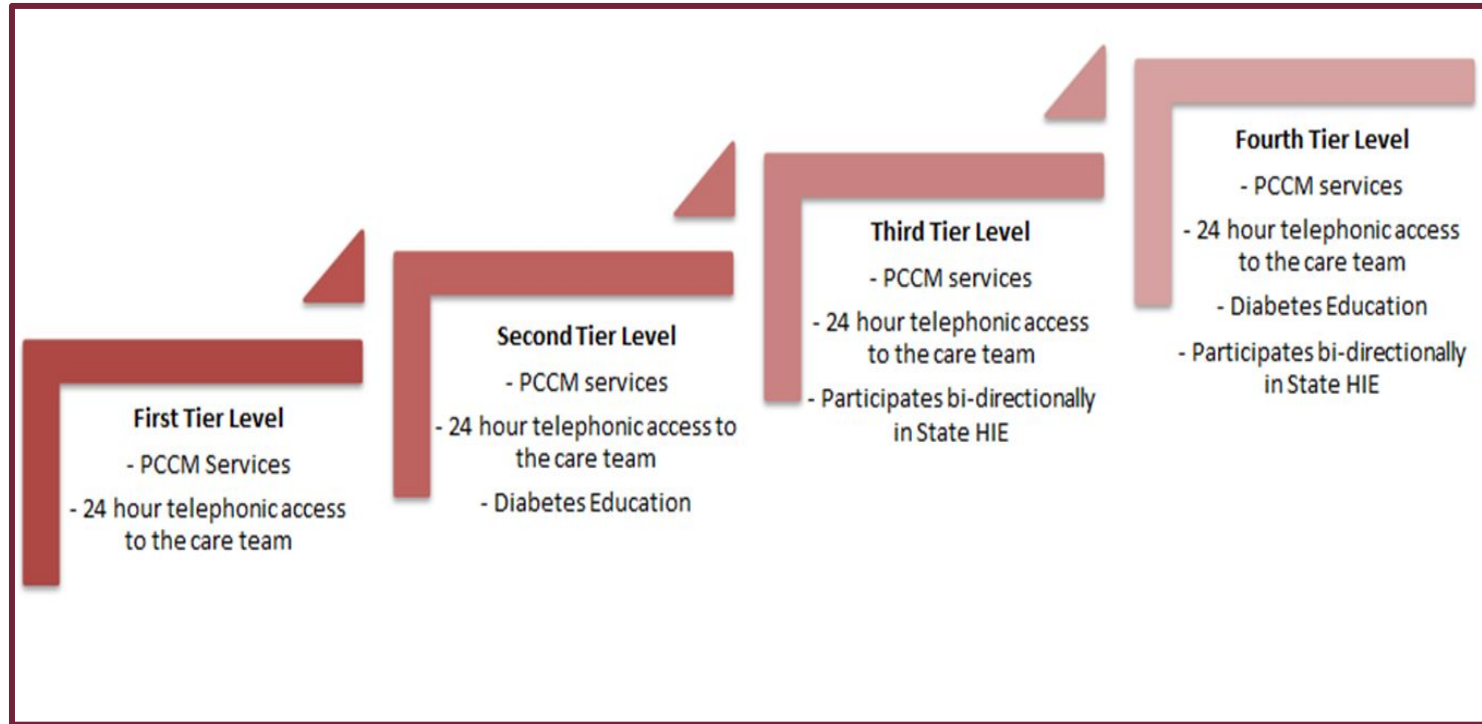 First Tier Level
- PCCM Services
- 24 hour telephonic access
to the care team
Second Tier Level
- PCCM services
- 24 hour telephonic access to
the care team
- Diabetes Education
Third Tier Level
- PCCM services
- 24 hour telephonic access
to the care team
- Participates bi-directionally
in State HIE
Fourth Tier Level
- PCCM services
- 24 hour telephonic access
to the care team
- Diabetes Education
- Participates bi-directionally
in State HIE